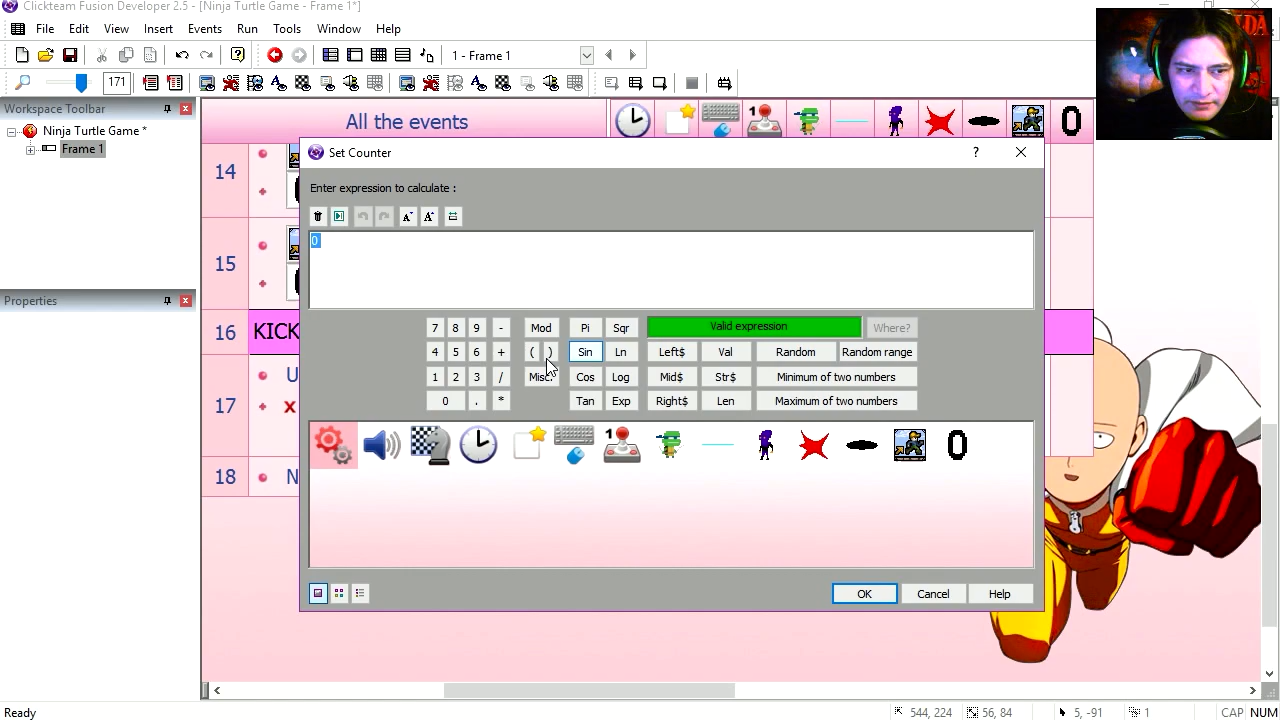 Clickteam Fusion Developer 2.5 - [Ninja Turtle Game - Frame 1*]
File Edit View Insert Events Run Tools Window Help
1 - Frame 1
171
Workspace Toolbar
Ninja Turtle Game *
Frame 1
Properties
All the events
1
0
14
15
16 KICK
17 U
X
18 N
Set Counter
?
Enter expression to calculate :
A A
0
7 8 9 - Mod Pi Sqr Valid expression Where?
4 5 6 + ( ) Sin Ln Left$ Val Random Random range
1 2 3 / Misc. Cos Log Mid$ Str$ Minimum of two numbers
0 . * Tan Exp Right$ Len Maximum of two numbers
1
0
OK Cancel Help
Ready 544, 224 56, 84 5, -91 1 CAP NUM